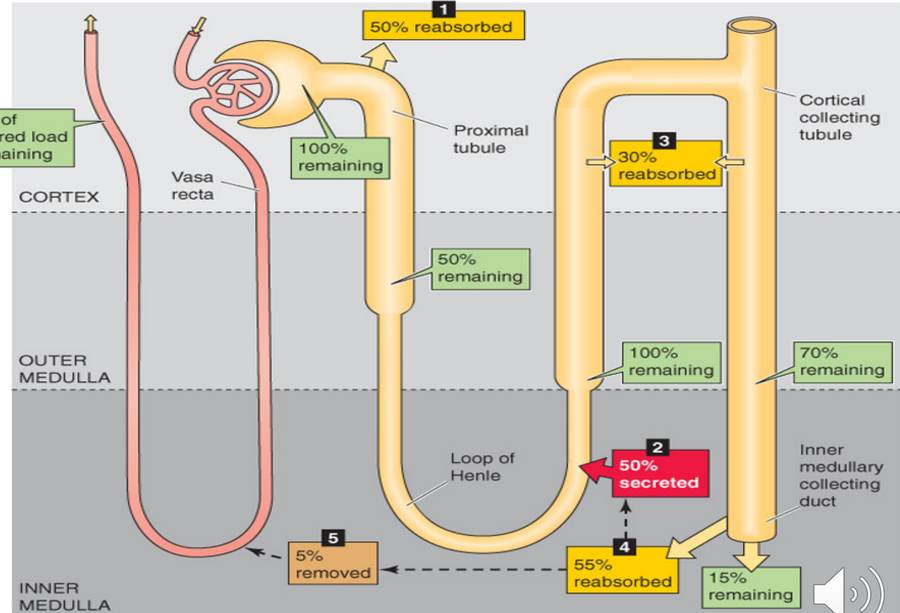 1
50% reabsorbed
of
red load
aining
100%
remaining
Proximal
tubule
Cortical
collecting
tubule
3
30%
reabsorbed
Vasa
recta
CORTEX
50%
remaining
OUTER
MEDULLA
100%
remaining
70%
remaining
Loop of
Henle
2
50%
secreted
Inner
medullary
collecting
duct
5
5%
removed
4
55%
reabsorbed
15%
remaining
INNER
MEDULLA